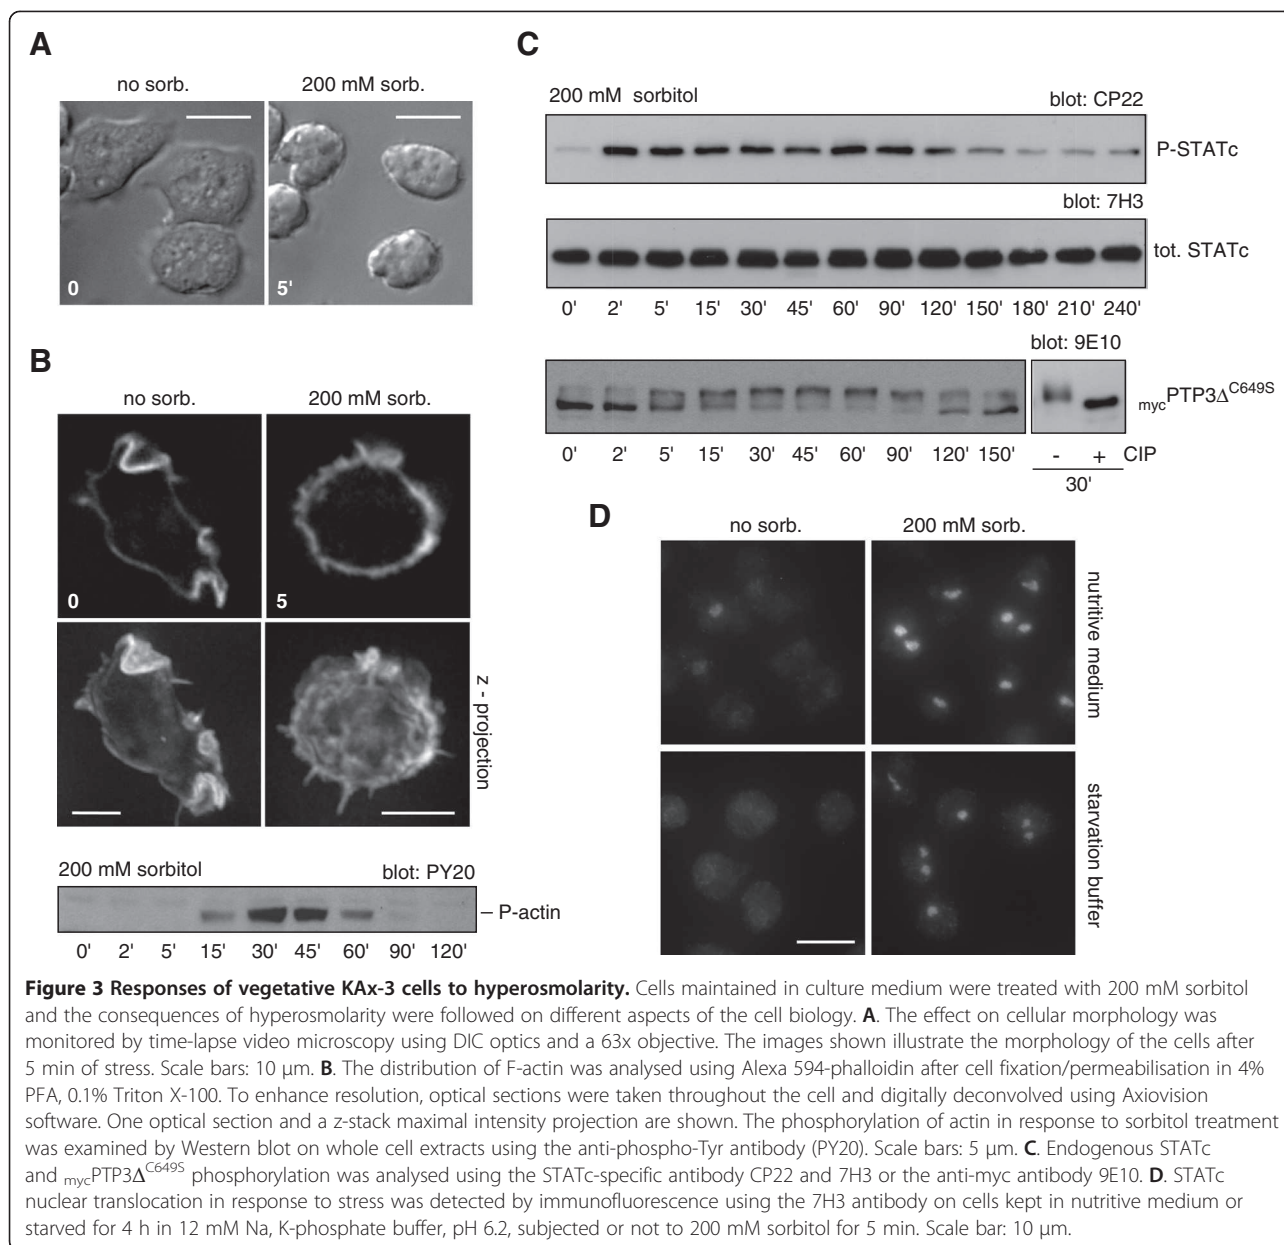 A
no sorb.
200 mM sorb.
0
5'
B
no sorb.
200 mM sorb.
0
5
z - projection
200 mM sorbitol
blot: PY20
– P-actin
0' 2' 5' 15' 30' 45' 60' 90' 120'
C
200 mM sorbitol
blot: CP22
P-STATc
blot: 7H3
tot. STATc
0' 2' 5' 15' 30' 45' 60' 90' 120' 150' 180' 210' 240'
blot: 9E10
mycPTP3ΔC649S
0' 2' 5' 15' 30' 45' 60' 90' 120' 150' - + CIP
30'
D
no sorb.
200 mM sorb.
nutritive medium
starvation buffer
Figure 3 Responses of vegetative KAx-3 cells to hyperosmolarity. Cells maintained in culture medium were treated with 200 mM sorbitol
and the consequences of hyperosmolarity were followed on different aspects of the cell biology. A. The effect on cellular morphology was
monitored by time-lapse video microscopy using DIC optics and a 63x objective. The images shown illustrate the morphology of the cells after
5 min of stress. Scale bars: 10 μm. B. The distribution of F-actin was analysed using Alexa 594-phalloidin after cell fixation/permeabilisation in 4%
PFA, 0.1% Triton X-100. To enhance resolution, optical sections were taken throughout the cell and digitally deconvolved using Axiovision
software. One optical section and a z-stack maximal intensity projection are shown. The phosphorylation of actin in response to sorbitol treatment
was examined by Western blot on whole cell extracts using the anti-phospho-Tyr antibody (PY20). Scale bars: 5 μm. C. Endogenous STATc
and mycPTP3ΔC649S phosphorylation was analysed using the STATc-specific antibody CP22 and 7H3 or the anti-myc antibody 9E10. D. STATc
nuclear translocation in response to stress was detected by immunofluorescence using the 7H3 antibody on cells kept in nutritive medium or
starved for 4 h in 12 mM Na, K-phosphate buffer, pH 6.2, subjected or not to 200 mM sorbitol for 5 min. Scale bar: 10 μm.